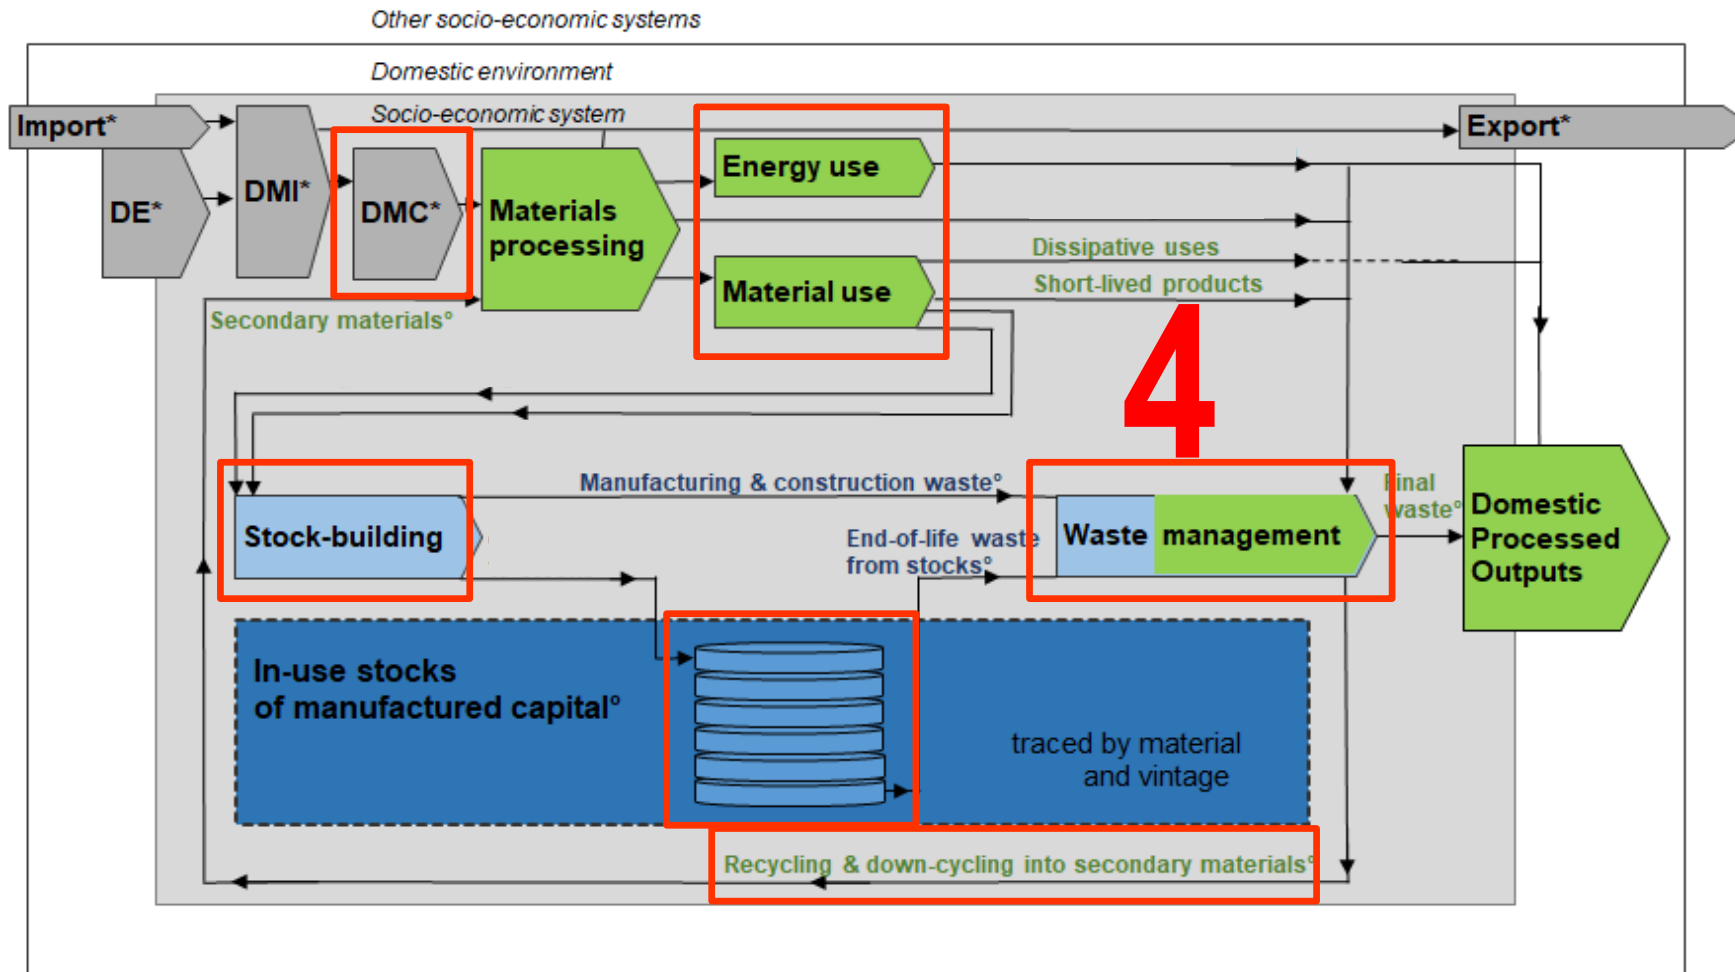 Other socio-economic systems
Domestic environment
Socio-economic system
Import*
Export*
DE*
DMI*
DMC*
Materials
processing
Energy use
Material use
Dissipative uses
Short-lived products
Secondary materials°
4
Stock-building
Manufacturing & construction waste°
End-of-life waste
from stocks°
Waste management
Final
waste°
Domestic
Processed
Outputs
In-use stocks
of manufactured capital°
traced by material
and vintage
Recycling & down-cycling into secondary materials°